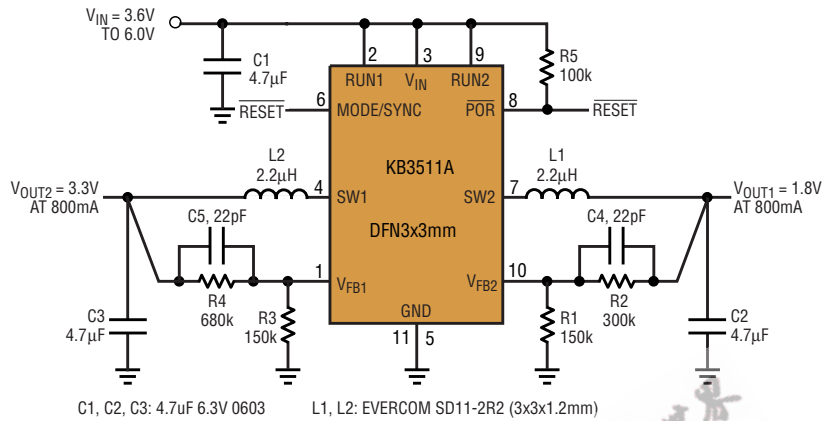 VIN = 3.6V
TO 6.0V
C1
4.7µF
2
3
9
R5
100k
RUN1
VIN
RUN2
RESET
6
MODE/SYNC
POR
8
RESET
KB3511A
L2
2.2µH
L1
2.2µH
VOUT2 = 3.3V
AT 800mA
4
SW1
SW2
7
VOUT1 = 1.8V
AT 800mA
C5, 22pF
DFN3x3mm
C4, 22pF
1
VFB1
VFB2
10
R4
680k
R3
150k
GND
R1
150k
R2
300k
C3
4.7µF
C2
4.7µF
11
5
C1, C2, C3: 4.7uF 6.3V 0603
L1, L2: EVERCOM SD11-2R2 (3x3x1.2mm)